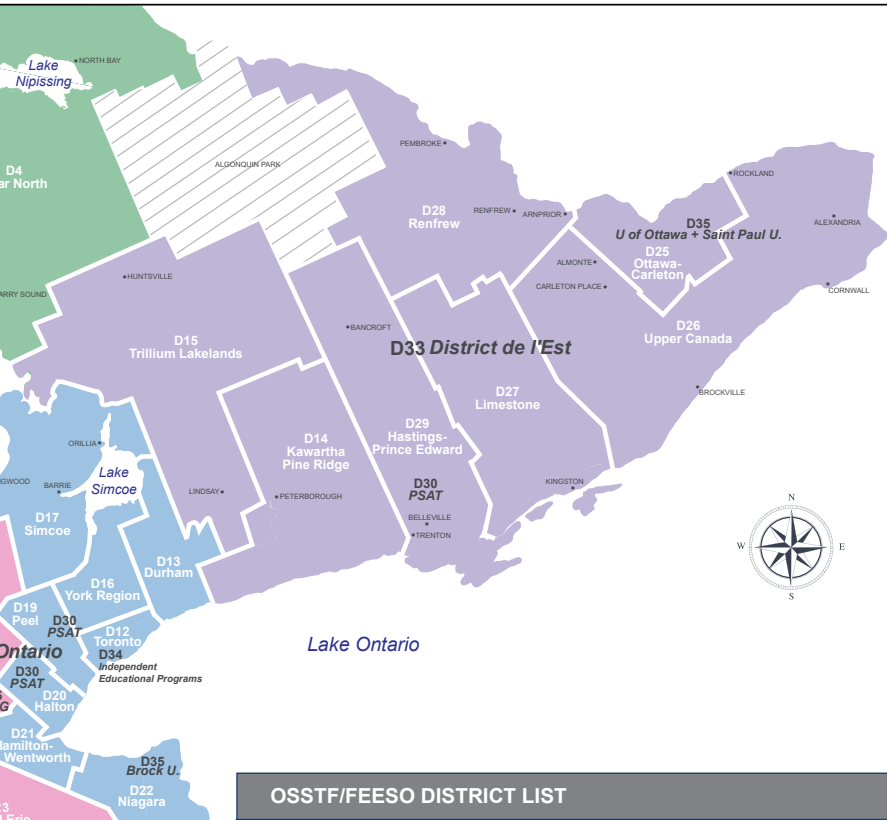 NORTH BAY
Lake
Nipissing
ALGONQUIN PARK
D4
ar North
PEMBROKE
D28
Renfrew
RENFREW
ARNPRIOR
ROCKLAND
D35
U of Ottawa + Saint Paul U.
D25
Ottawa-
Carleton
ALEXANDRIA
ALMONTE
CARLETON PLACE
CORNWALL
HUNTSVILLE
ARRY SOUND
D15
Trillium Lakelands
BANCROFT
D33 District de l'Est
D26
Upper Canada
BROCKVILLE
D27
Limestone
D14
Kawartha
Pine Ridge
D29
Hastings-
Prince Edward
ORILLIA
Lake
Simcoe
GWOOD
BARRIE
LINDSAY
PETERBOROUGH
D30
PSAT
KINGSTON
BELLEVILLE
TRENTON
D17
Simcoe
D13
Durham
N
W
E
S
D16
York Region
D19
Peel
D30
PSAT
D12
Toronto
D34
Independent
Educational Programs
Ontario
Lake Ontario
D30
PSAT
G
D20
Halton
D21
amilton-
Wentworth
D35
Brock U.
D22
Niagara
3
Erie
OSSTF/FEESO DISTRICT LIST